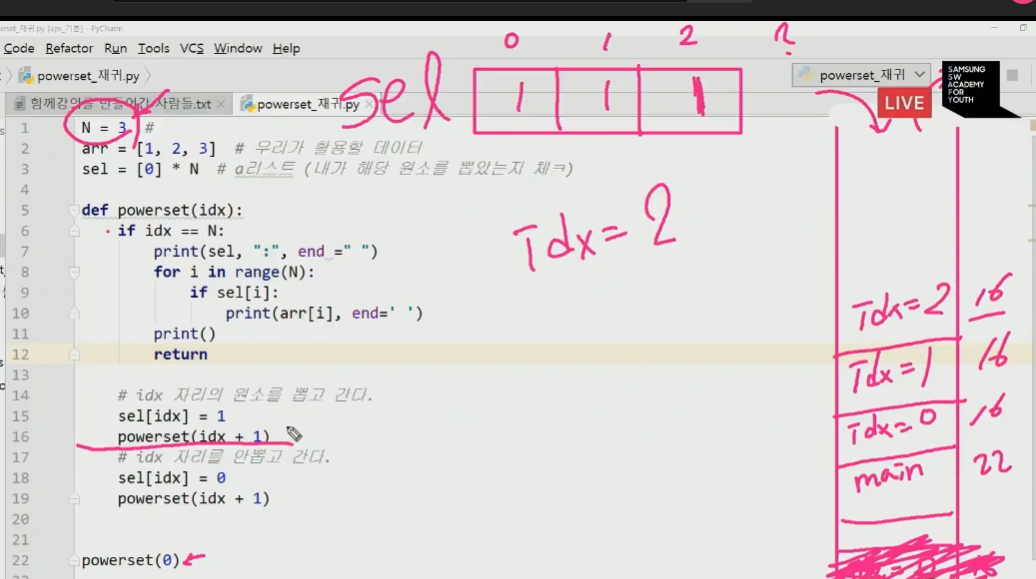 powerset_재귀.py [aps_기본] - PyCharm
Code Refactor Run Tools VCS Window Help
powerset_재귀.py
powerset_재귀
LIVE
SAMSUNG
SW
ACADEMY
FOR
YOUTH
함께강의를 만들어간 사람들.txt
powerset_재귀.py
sel
0 1 2 ?
1 1 1
1 N = 3 #
2 arr = [1, 2, 3] # 우리가 활용할 데이터
3 sel = [0] * N # a리스트 (내가 해당 원소를 뽑았는지 체ㅋ)
4
5 def powerset(idx):
6 if idx == N:
7 print(sel, ":", end =" ")
8 for i in range(N):
9 if sel[i]:
10 print(arr[i], end=' ')
11 print()
12 return
13
14 # idx 자리의 원소를 뽑고 간다.
15 sel[idx] = 1
16 powerset(idx + 1)
17 # idx 자리를 안뽑고 간다.
18 sel[idx] = 0
19 powerset(idx + 1)
20
21
22 powerset(0)
23
Idx= 2
Idx=2 16
Idx=1 16
Idx=0 16
main 22